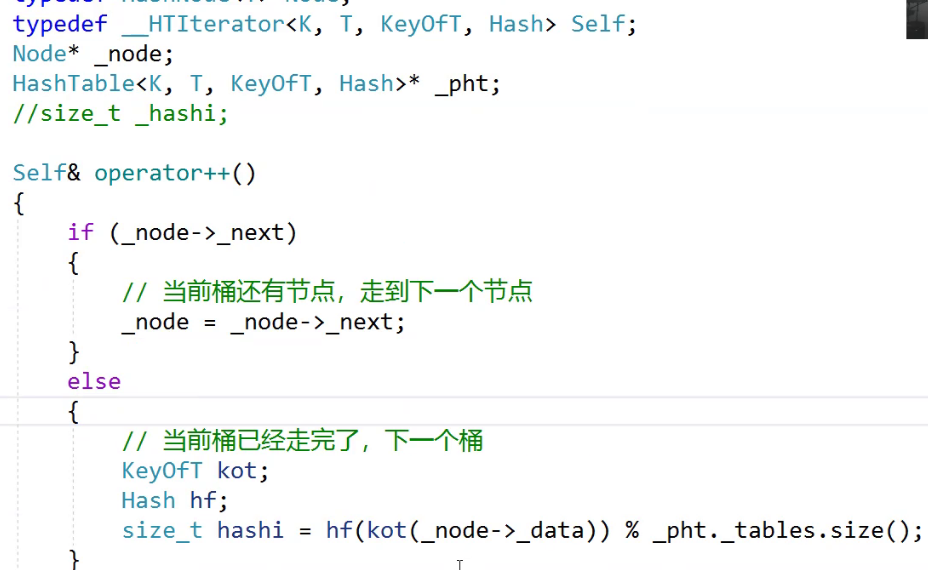 typedef HashNode<T> Node;
typedef __HTIterator<K, T, KeyOfT, Hash> Self;
Node* _node;
HashTable<K, T, KeyOfT, Hash>* _pht;
//size_t _hashi;
Self& operator++()
{
if (_node->_next)
{
// 当前桶还有节点，走到下一个节点
_node = _node->_next;
}
else
{
// 当前桶已经走完了，下一个桶
KeyOfT kot;
Hash hf;
size_t hashi = hf(kot(_node->_data)) % _pht._tables.size();
}